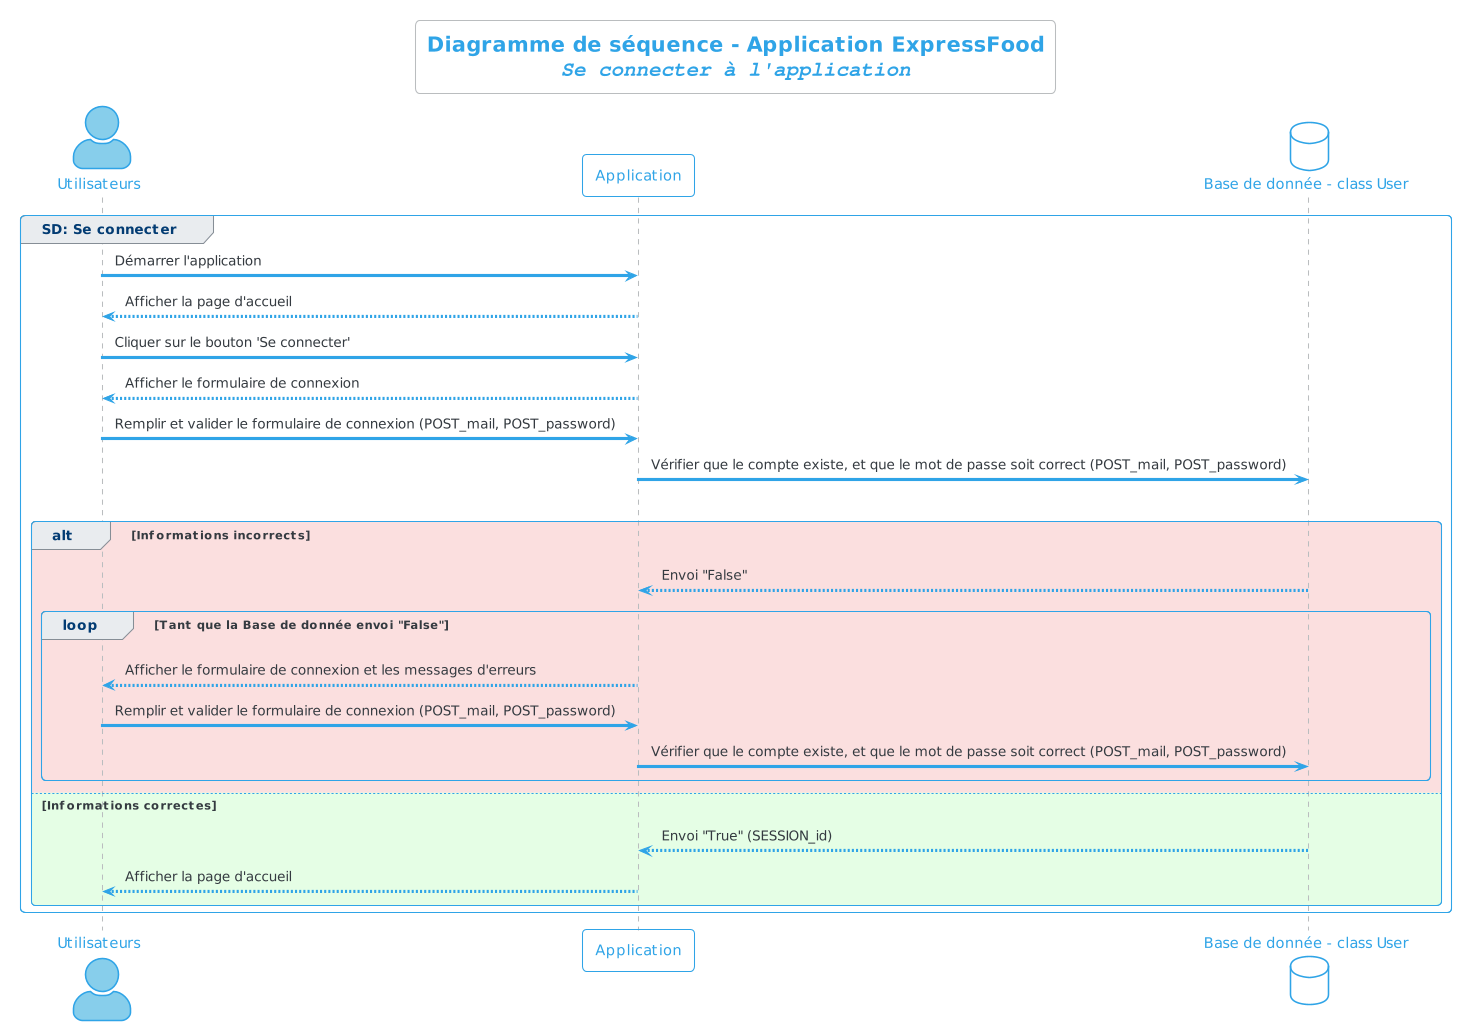 Diagramme de séquence - Application ExpressFood
Se connecter à l'application
Utilisateurs
Application
Base de donnée - class User
SD: Se connecter
Démarrer l'application
Afficher la page d'accueil
Cliquer sur le bouton 'Se connecter'
Afficher le formulaire de connexion
Remplir et valider le formulaire de connexion (POST_mail, POST_password)
Vérifier que le compte existe, et que le mot de passe soit correct (POST_mail, POST_password)
alt [Informations incorrects]
Envoi "False"
loop [Tant que la Base de donnée envoi "False"]
Afficher le formulaire de connexion et les messages d'erreurs
Remplir et valider le formulaire de connexion (POST_mail, POST_password)
Vérifier que le compte existe, et que le mot de passe soit correct (POST_mail, POST_password)
[Informations correctes]
Envoi "True" (SESSION_id)
Afficher la page d'accueil
Utilisateurs
Application
Base de donnée - class User